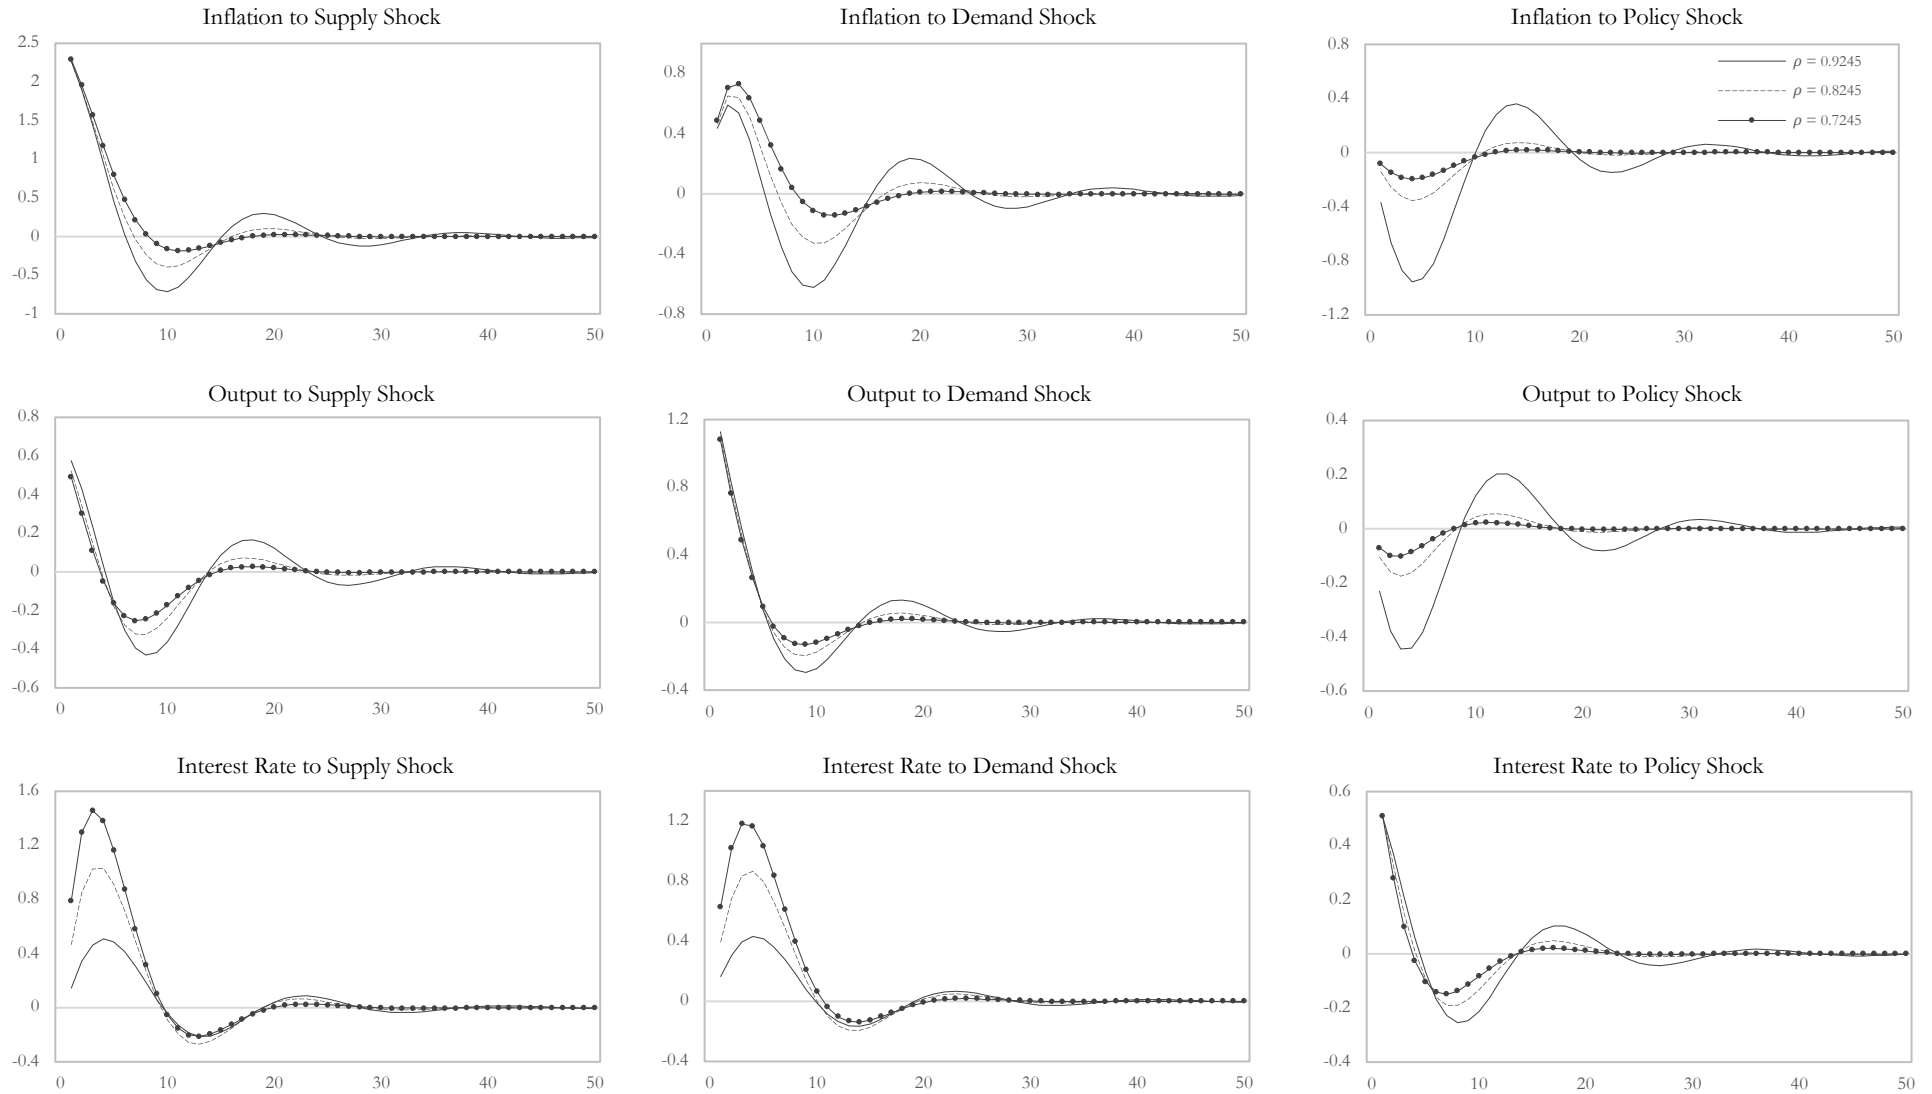 Inflation to Supply Shock
2.5
2
1.5
1
0.5
0
-0.5
-1
0 10 20 30 40 50
Inflation to Demand Shock
0.8
0.4
0
-0.4
-0.8
0 10 20 30 40 50
Inflation to Policy Shock
0.8
0.4
0
-0.4
-0.8
-1.2
0 10 20 30 40 50
ρ = 0.9245
ρ = 0.8245
ρ = 0.7245
Output to Supply Shock
0.8
0.6
0.4
0.2
0
-0.2
-0.4
-0.6
0 10 20 30 40 50
Output to Demand Shock
1.2
0.8
0.4
0
-0.4
0 10 20 30 40 50
Output to Policy Shock
0.4
0.2
0
-0.2
-0.4
-0.6
0 10 20 30 40 50
Interest Rate to Supply Shock
1.6
1.2
0.8
0.4
0
-0.4
0 10 20 30 40 50
Interest Rate to Demand Shock
1.2
0.8
0.4
0
-0.4
0 10 20 30 40 50
Interest Rate to Policy Shock
0.6
0.4
0.2
0
-0.2
-0.4
0 10 20 30 40 50